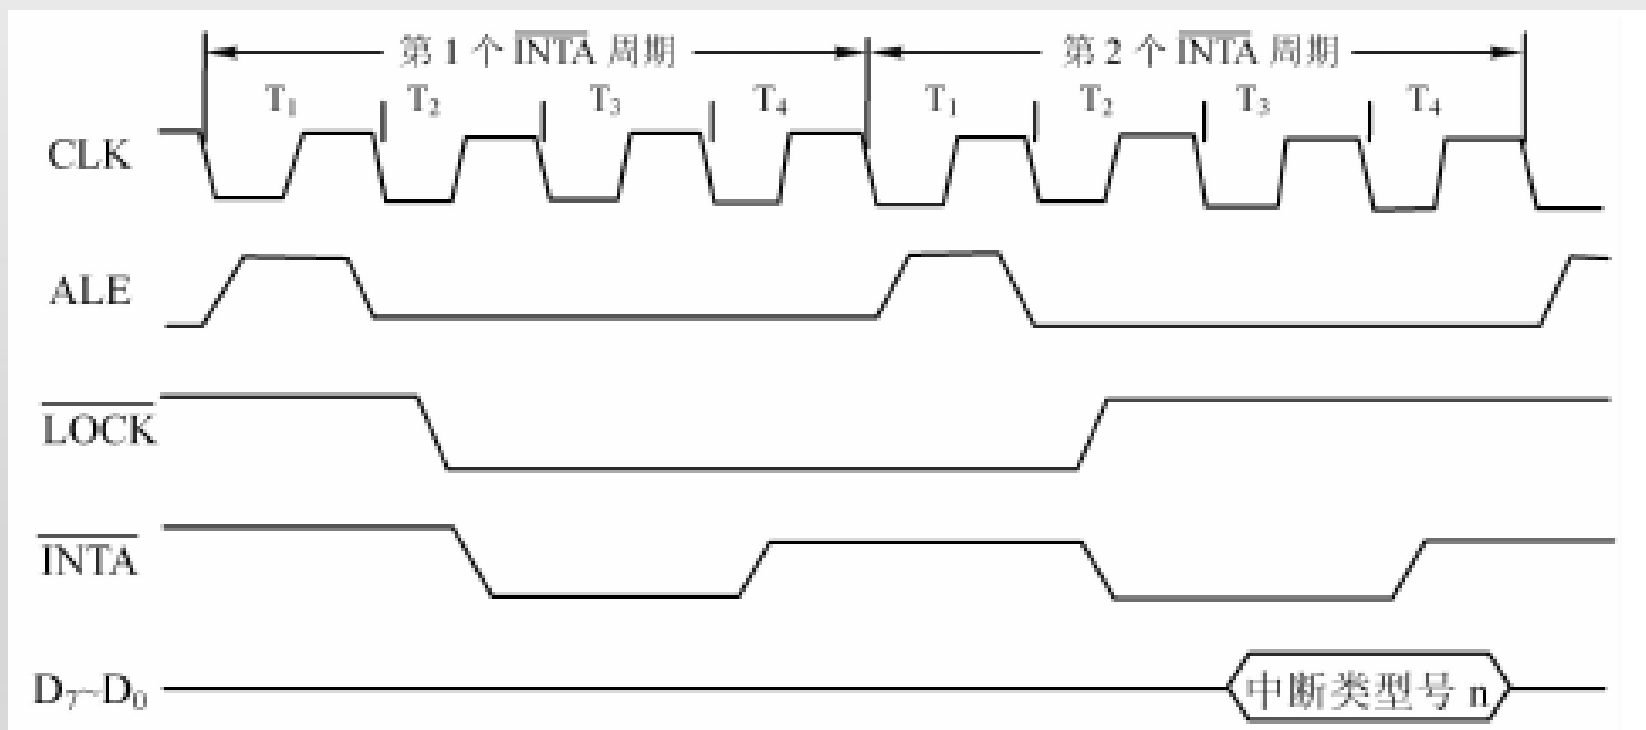 第 1 个 INTA 周期 第 2 个 INTA 周期
T1 T2 T3 T4 T1 T2 T3 T4
CLK
ALE
LOCK
INTA
D7~D0 中断类型号 n